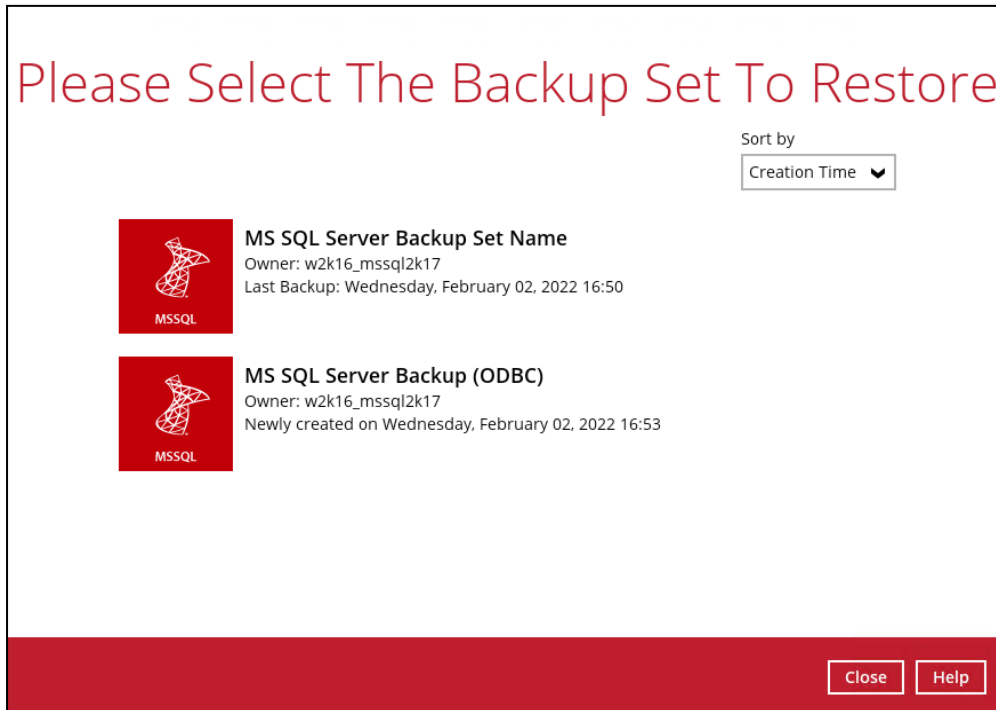 Please Select The Backup Set To Restore
Sort by
Creation Time
MS SQL Server Backup Set Name
Owner: w2k16_mssql2k17
Last Backup: Wednesday, February 02, 2022 16:50
MSSQL
MS SQL Server Backup (ODBC)
Owner: w2k16_mssql2k17
Newly created on Wednesday, February 02, 2022 16:53
MSSQL
Close
Help